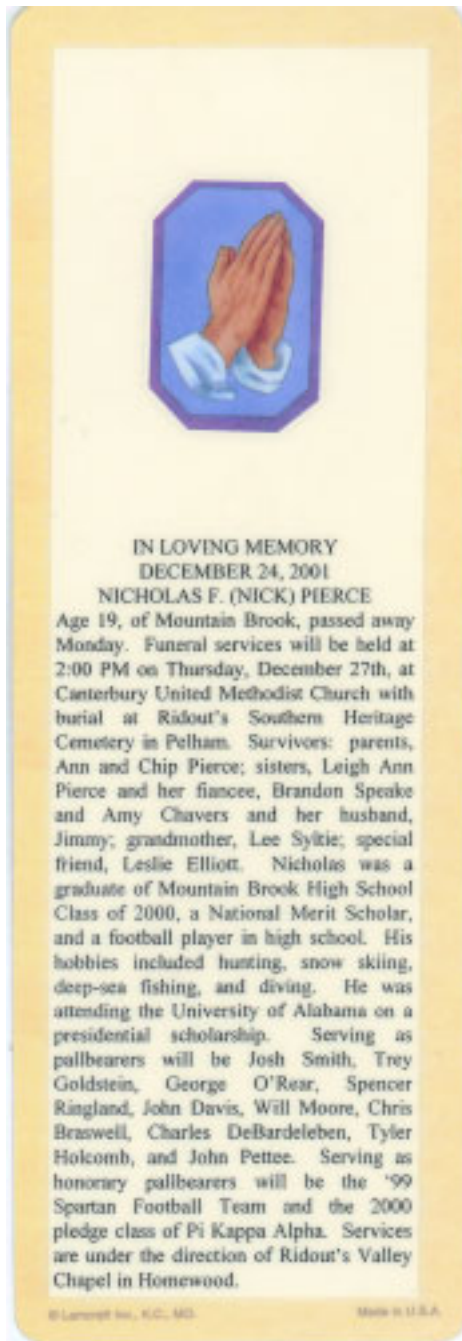 IN LOVING MEMORY
DECEMBER 24, 2001
NICHOLAS F. (NICK) PIERCE
Age 19, of Mountain Brook, passed away
Monday. Funeral services will be held at
2:00 PM on Thursday, December 27th, at
Canterbury United Methodist Church with
burial at Ridout's Southern Heritage
Cemetery in Pelham. Survivors: parents,
Ann and Chip Pierce; sisters, Leigh Ann
Pierce and her fiancee, Brandon Speake
and Amy Chavers and her husband,
Jimmy; grandmother, Lee Syltie; special
friend, Leslie Elliott. Nicholas was a
graduate of Mountain Brook High School
Class of 2000, a National Merit Scholar,
and a football player in high school. His
hobbies included hunting, snow skiing,
deep-sea fishing, and diving. He was
attending the University of Alabama on a
presidential scholarship. Serving as
pallbearers will be Josh Smith, Trey
Goldstein, George O'Rear, Spencer
Ringland, John Davis, Will Moore, Chris
Braswell, Charles DeBardeleben, Tyler
Holcomb, and John Pettee. Serving as
honorary pallbearers will be the '99
Spartan Football Team and the 2000
pledge class of Pi Kappa Alpha. Services
are under the direction of Ridout's Valley
Chapel in Homewood.
Inc., K.C., MO. Made in U.S.A.